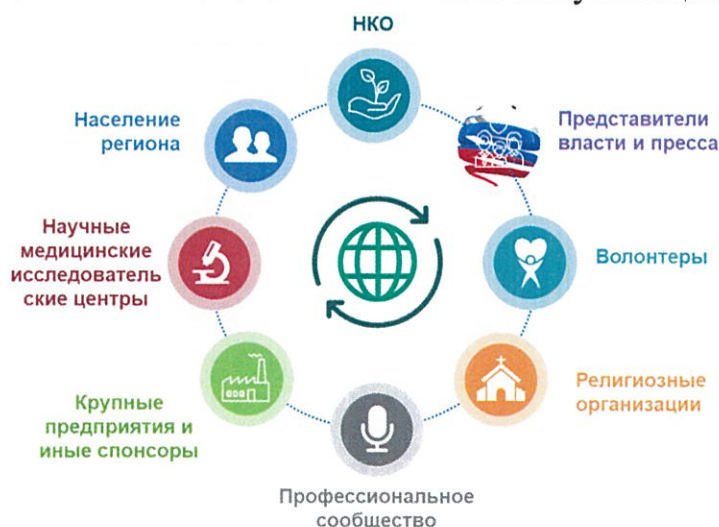 НКО
Представители
власти и пресса
Волонтеры
Религиозные
организации
Профессиональное
сообщество
Крупные
предприятия и
иные спонсоры
Научные
медицинские
исследователь
ские центры
Население
региона